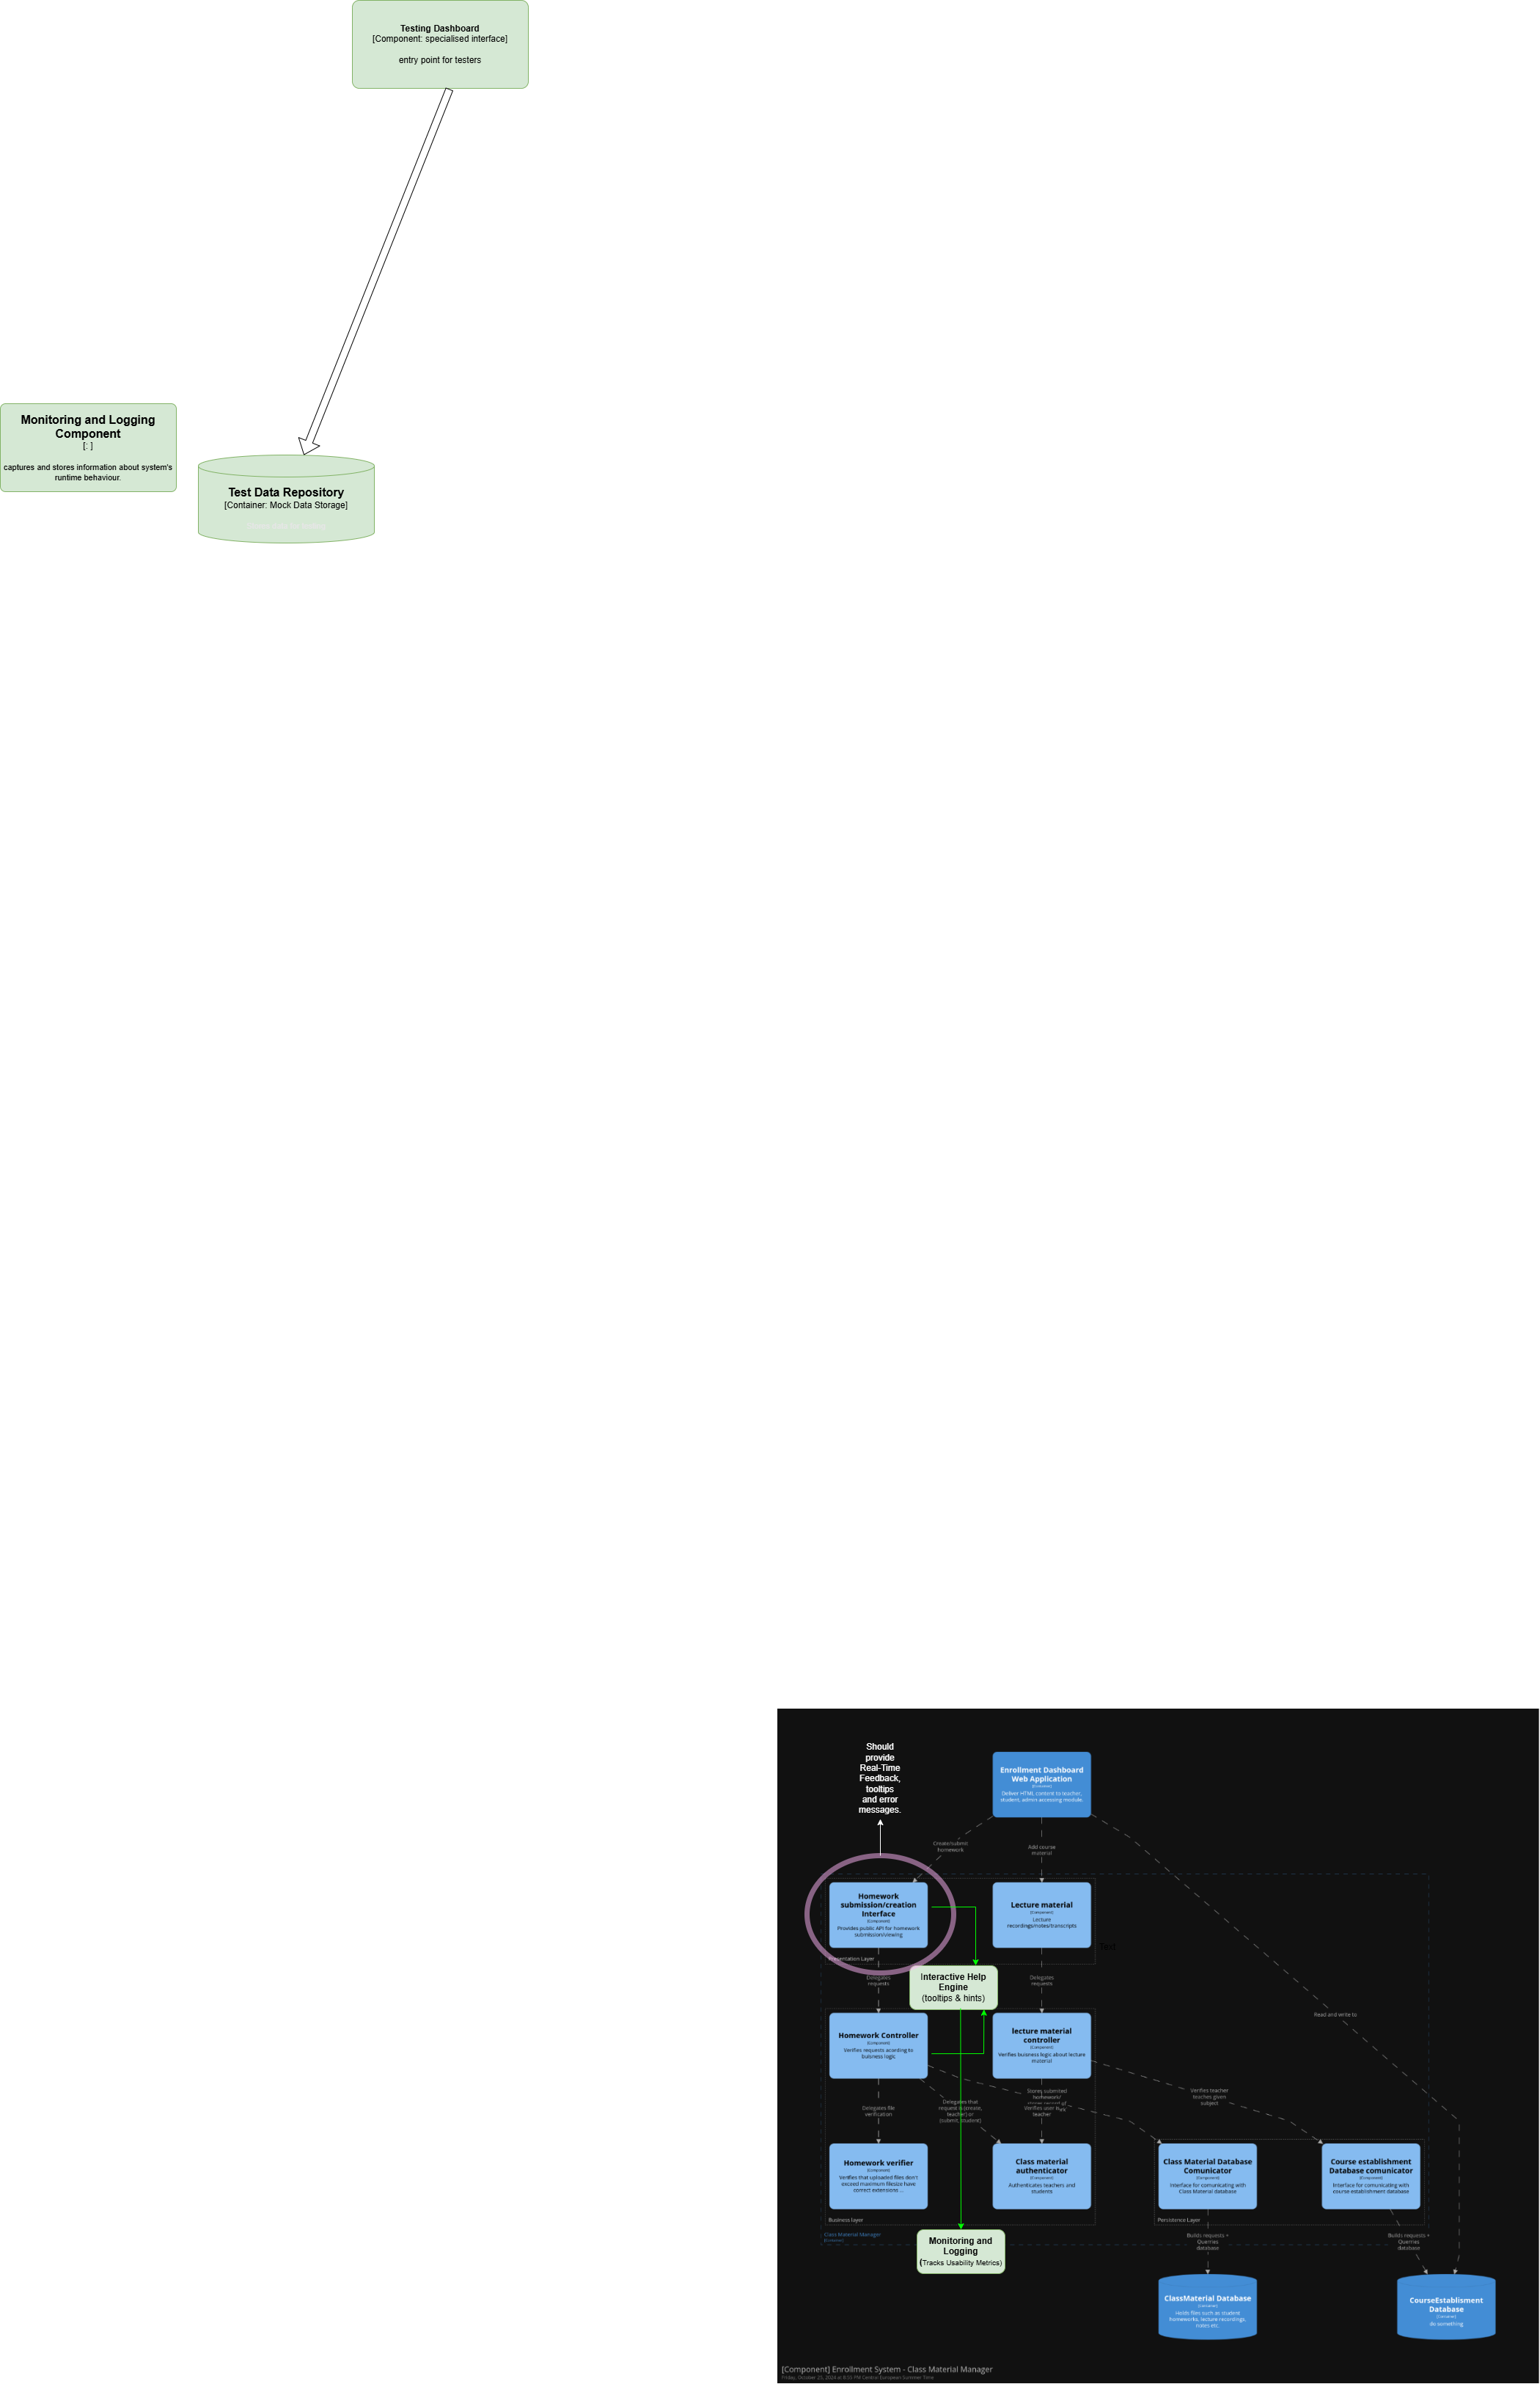 Testing Dashboard
[Component: specialised interface]
entry point for testers
Monitoring and Logging
Component
[: ]
captures and stores information about system's
runtime behaviour.
Test Data Repository
[Container: Mock Data Storage]
Should
provide
Real-Time
Feedback,
tooltips
and error
messages.
Enrollment Dashboard
Web Application
[Container]
Deliver HTML content to teacher,
student, admin accessing module.
Create/submit
homework
Add course
material
Homework
submission/creation
Interface
[Component]
Provides public API for homework
submission/viewing
Lecture material
[Component]
Lecture
recordings/notes/transcripts
Text
Presentation Layer
Delegates
requests
Interactive Help
Engine
(tooltips & hints)
Delegates
requests
Read and write to
Homework Controller
[Component]
Verifies requests acording to
buisness logic
lecture material
controller
[Component]
Verifies buisness logic about lecture
material
Delegates file
verification
Delegates that
request is (create,
teacher) or
(submit, student)
Stores submited
homework/
Verifies user is
teacher
Verifies teacher
teaches given
subject
Homework verifier
[Component]
Verifies that uploaded files don't
exceed maximum filesize have
correct extensions ...
Class material
authenticator
[Component]
Authenticates teachers and
students
Class Material Database
Comunicator
[Component]
Interface for comunicating with
Class Material database
Course establishment
Database comunicator
[Component]
Interface for comunicating with
course establishment database
Business layer
Persistence Layer
Class Material Manager
[Container]
Monitoring and
Logging
(Tracks Usability Metrics)
Builds requests +
Querries
database
Builds requests +
Querries
database
ClassMaterial Database
[Container]
Holds files such as student
homeworks, lecture recordings,
notes etc.
CourseEstablisment
Database
[Container]
do something
[Component] Enrollment System - Class Material Manager
Friday, October 25, 2024 at 8:55 PM Central European Summer Time